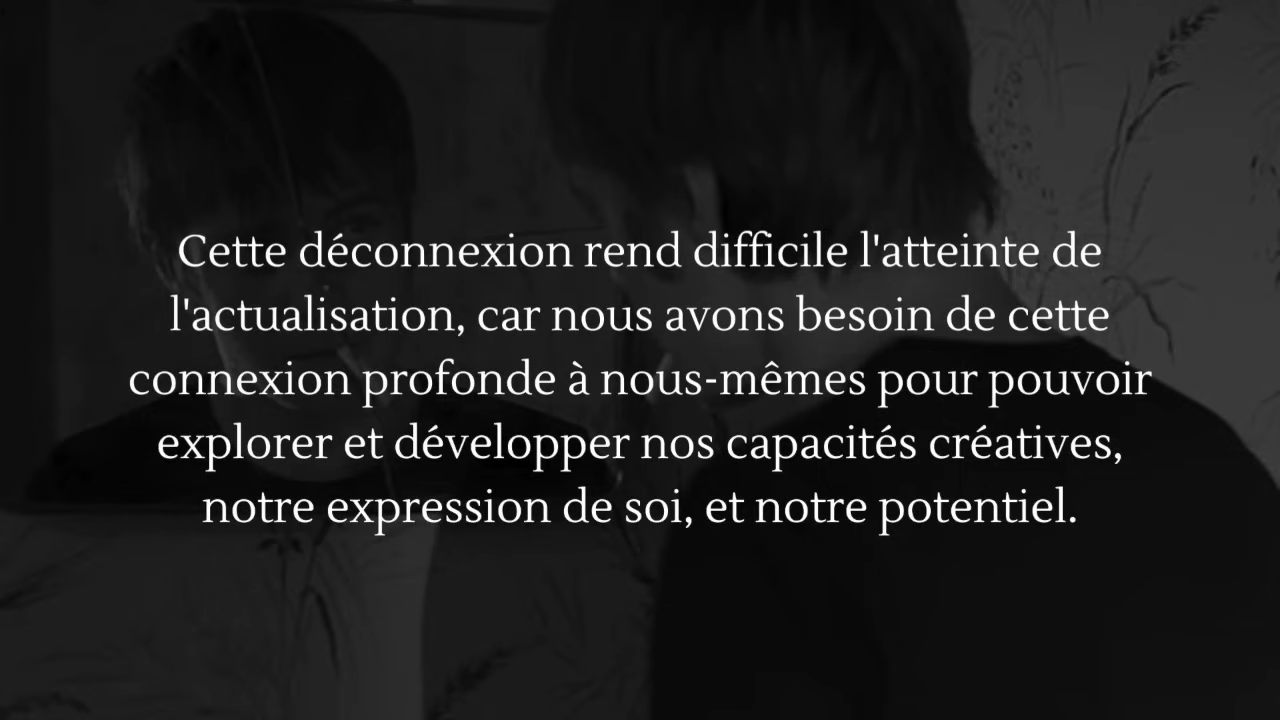 Cette déconnexion rend difficile l'atteinte de
l'actualisation, car nous avons besoin de cette
connexion profonde à nous-mêmes pour pouvoir
explorer et développer nos capacités créatives,
notre expression de soi, et notre potentiel.